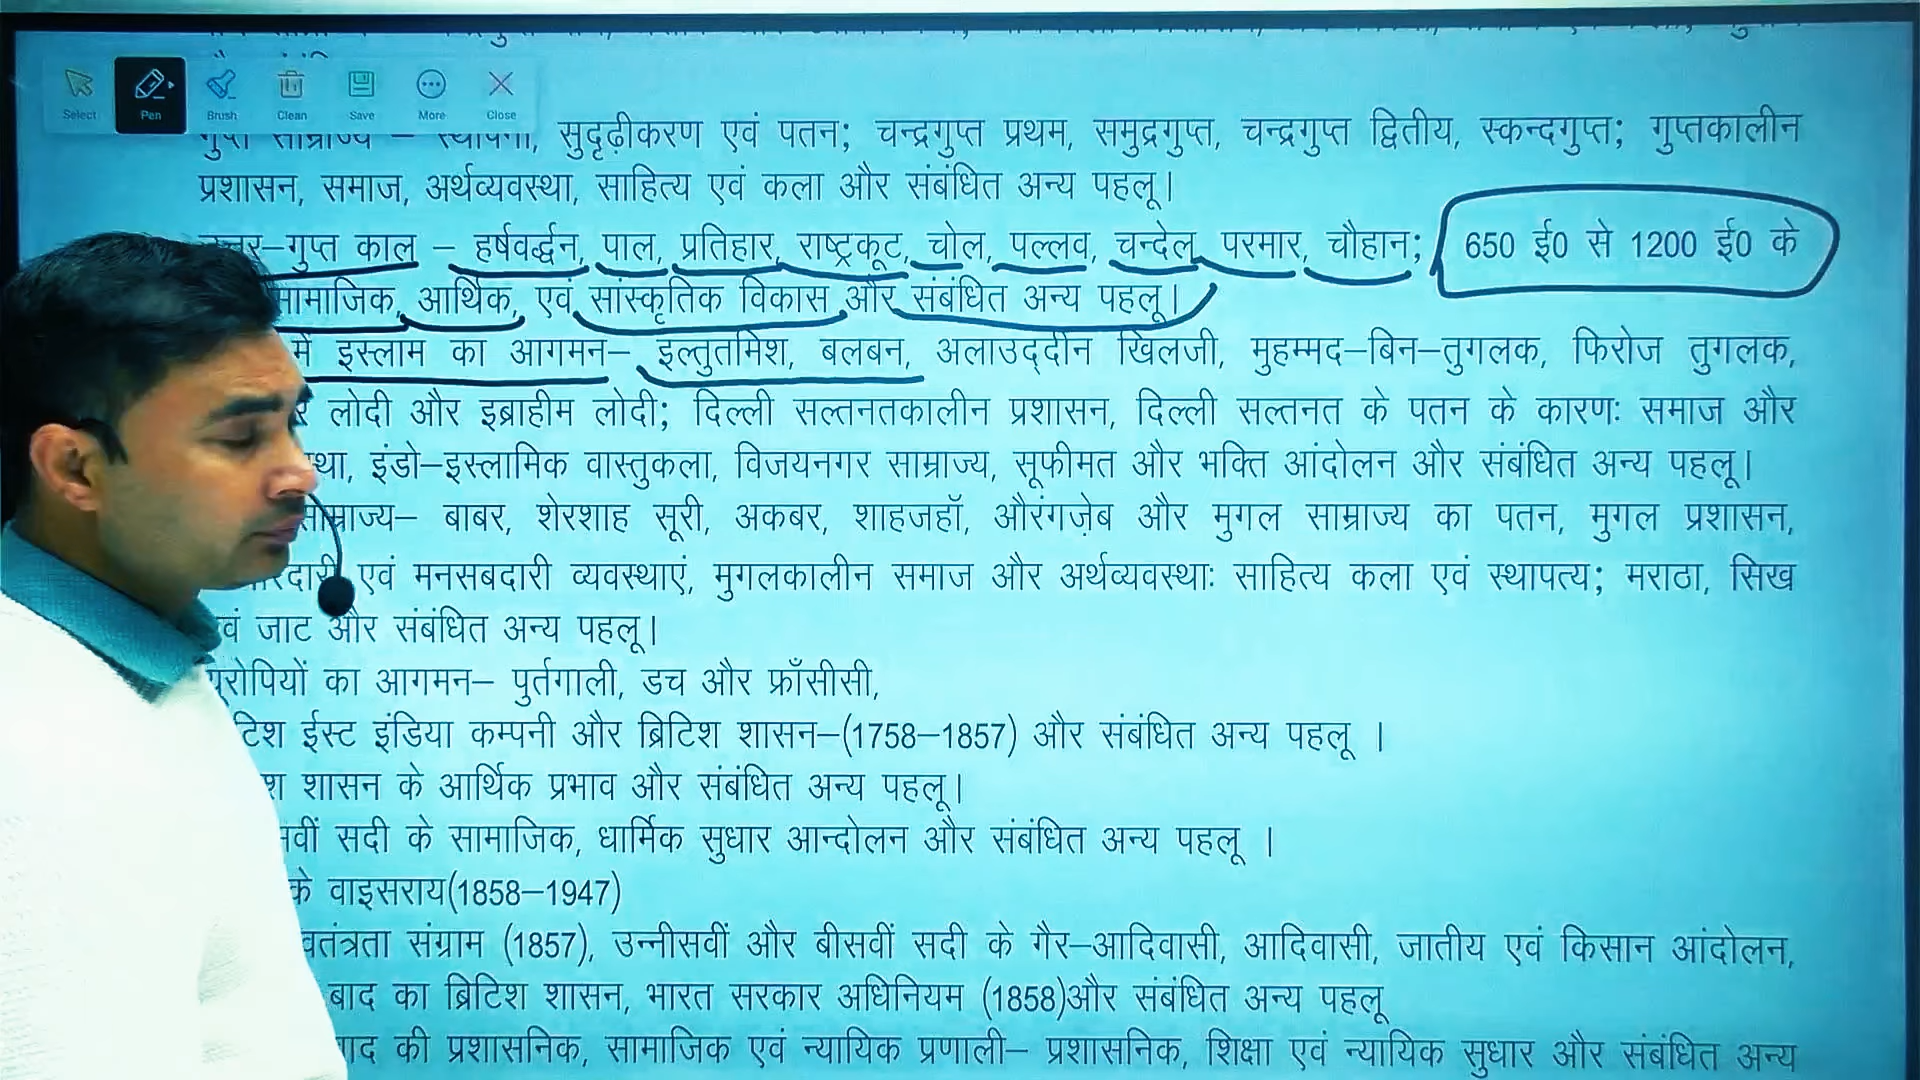 Select Pen Brush Clean Save More Close
गुप्त साम्राज्य – स्थापना, सुदृढ़ीकरण एवं पतन; चन्द्रगुप्त प्रथम, समुद्रगुप्त, चन्द्रगुप्त द्वितीय, स्कन्दगुप्त; गुप्तकालीन
प्रशासन, समाज, अर्थव्यवस्था, साहित्य एवं कला और संबंधित अन्य पहलू।
उत्तर–गुप्त काल – हर्षवर्द्धन, पाल, प्रतिहार, राष्ट्रकूट, चोल, पल्लव, चन्देल, परमार, चौहान; 650 ई0 से 1200 ई0 के
सामाजिक, आर्थिक, एवं सांस्कृतिक विकास और संबंधित अन्य पहलू।
में इस्लाम का आगमन– इल्तुतमिश, बलबन, अलाउद्दीन खिलजी, मुहम्मद–बिन–तुगलक, फिरोज तुगलक,
लोदी और इब्राहीम लोदी; दिल्ली सल्तनतकालीन प्रशासन, दिल्ली सल्तनत के पतन के कारणः समाज और
था, इंडो–इस्लामिक वास्तुकला, विजयनगर साम्राज्य, सूफीमत और भक्ति आंदोलन और संबंधित अन्य पहलू।
साम्राज्य– बाबर, शेरशाह सूरी, अकबर, शाहजहॉ, औरंगज़ेब और मुगल साम्राज्य का पतन, मुगल प्रशासन,
एवं मनसबदारी व्यवस्थाएं, मुगलकालीन समाज और अर्थव्यवस्थाः साहित्य कला एवं स्थापत्य; मराठा, सिख
एवं जाट और संबंधित अन्य पहलू।
यूरोपियों का आगमन– पुर्तगाली, डच और फ्राँसीसी,
टिश ईस्ट इंडिया कम्पनी और ब्रिटिश शासन–(1758–1857) और संबंधित अन्य पहलू ।
श शासन के आर्थिक प्रभाव और संबंधित अन्य पहलू।
वीं सदी के सामाजिक, धार्मिक सुधार आन्दोलन और संबंधित अन्य पहलू ।
के वाइसराय(1858–1947)
वतंत्रता संग्राम (1857), उन्नीसवीं और बीसवीं सदी के गैर–आदिवासी, आदिवासी, जातीय एवं किसान आंदोलन,
बाद का ब्रिटिश शासन, भारत सरकार अधिनियम (1858)और संबंधित अन्य पहलू
बाद की प्रशासनिक, सामाजिक एवं न्यायिक प्रणाली– प्रशासनिक, शिक्षा एवं न्यायिक सुधार और संबंधित अन्य